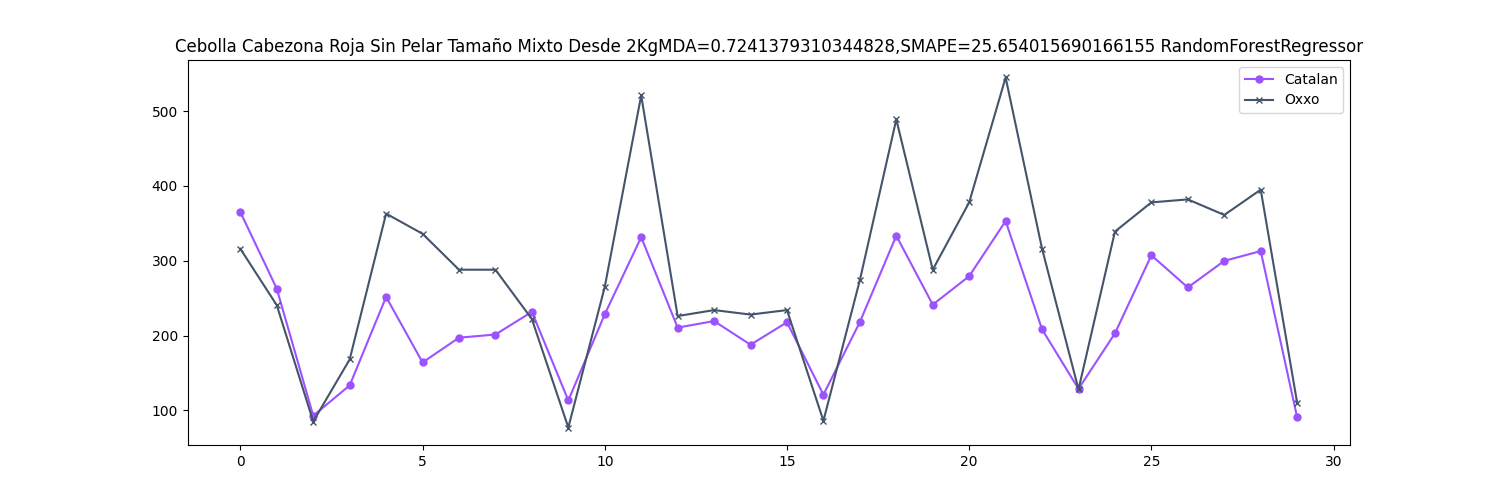 Cebolla Cabezona Roja Sin Pelar Tamaño Mixto Desde 2KgMDA=0.7241379310344828,SMAPE=25.654015690166155 RandomForestRegressor
Catalan
Oxxo
500
400
300
200
100
0 5 10 15 20 25 30